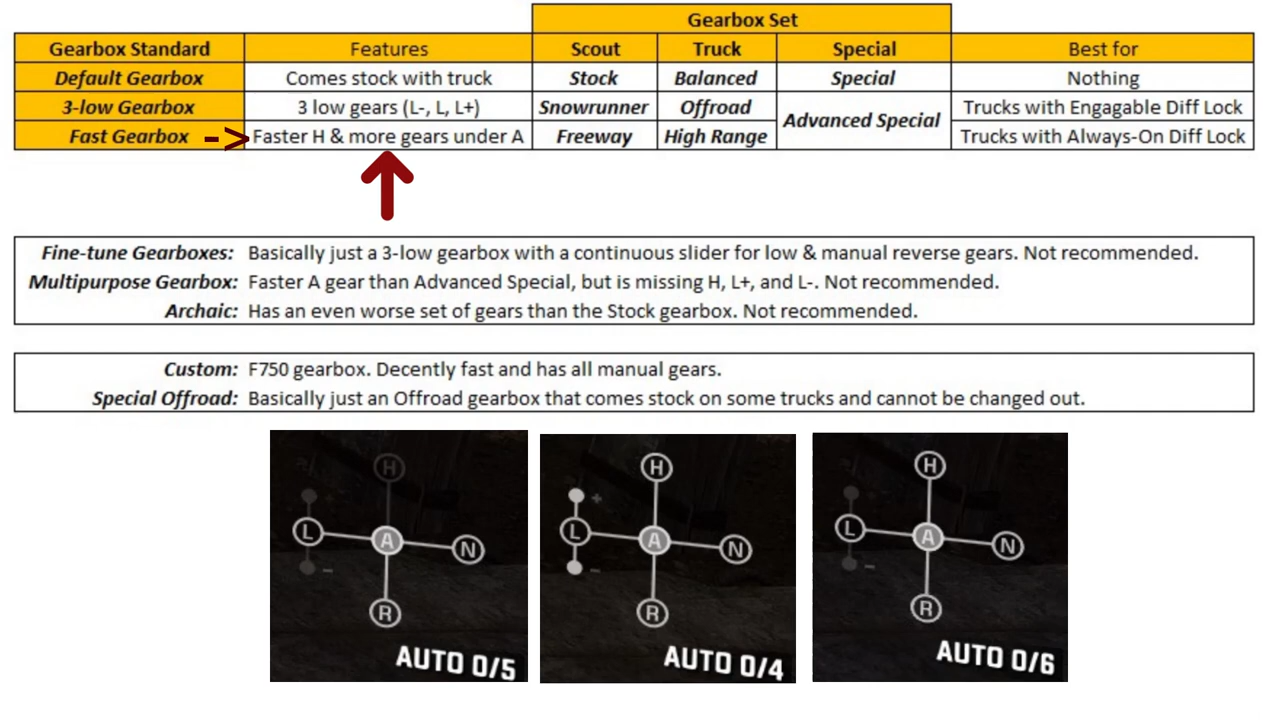 Gearbox Set
Gearbox Standard Features Scout Truck Special Best for
Default Gearbox Comes stock with truck Stock Balanced Special Nothing
3-low Gearbox 3 low gears (L-, L, L+) Snowrunner Offroad Advanced Special Trucks with Engagable Diff Lock
Fast Gearbox -> Faster H & more gears under A Freeway High Range Trucks with Always-On Diff Lock
Fine-tune Gearboxes: Basically just a 3-low gearbox with a continuous slider for low & manual reverse gears. Not recommended.
Multipurpose Gearbox: Faster A gear than Advanced Special, but is missing H, L+, and L-. Not recommended.
Archaic: Has an even worse set of gears than the Stock gearbox. Not recommended.
Custom: F750 gearbox. Decently fast and has all manual gears.
Special Offroad: Basically just an Offroad gearbox that comes stock on some trucks and cannot be changed out.
H H H
+ + +
L A N L A N L A N
- - -
R R R
AUTO 0/5 AUTO 0/4 AUTO 0/6